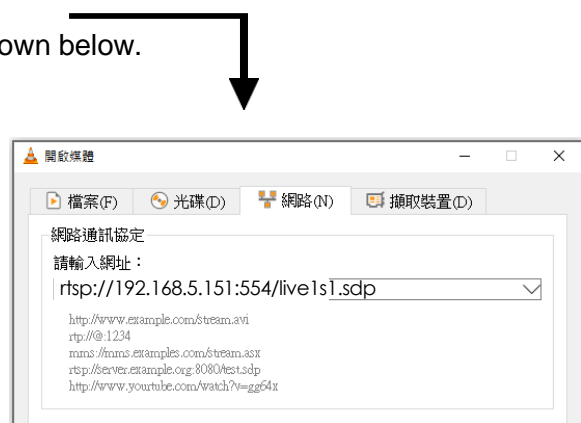 own below.
開啟媒體
檔案(F) 光碟(D) 網路(N) 擷取裝置(D)
網路通訊協定
請輸入網址：
rtsp://192.168.5.151:554/live1s1.sdp
http://www.example.com/stream.avi
rtp://@:1234
mms://mms.examples.com/stream.asx
rtsp://server.example.org:8080/test.sdp
http://www.yourtube.com/watch?v=gg64x